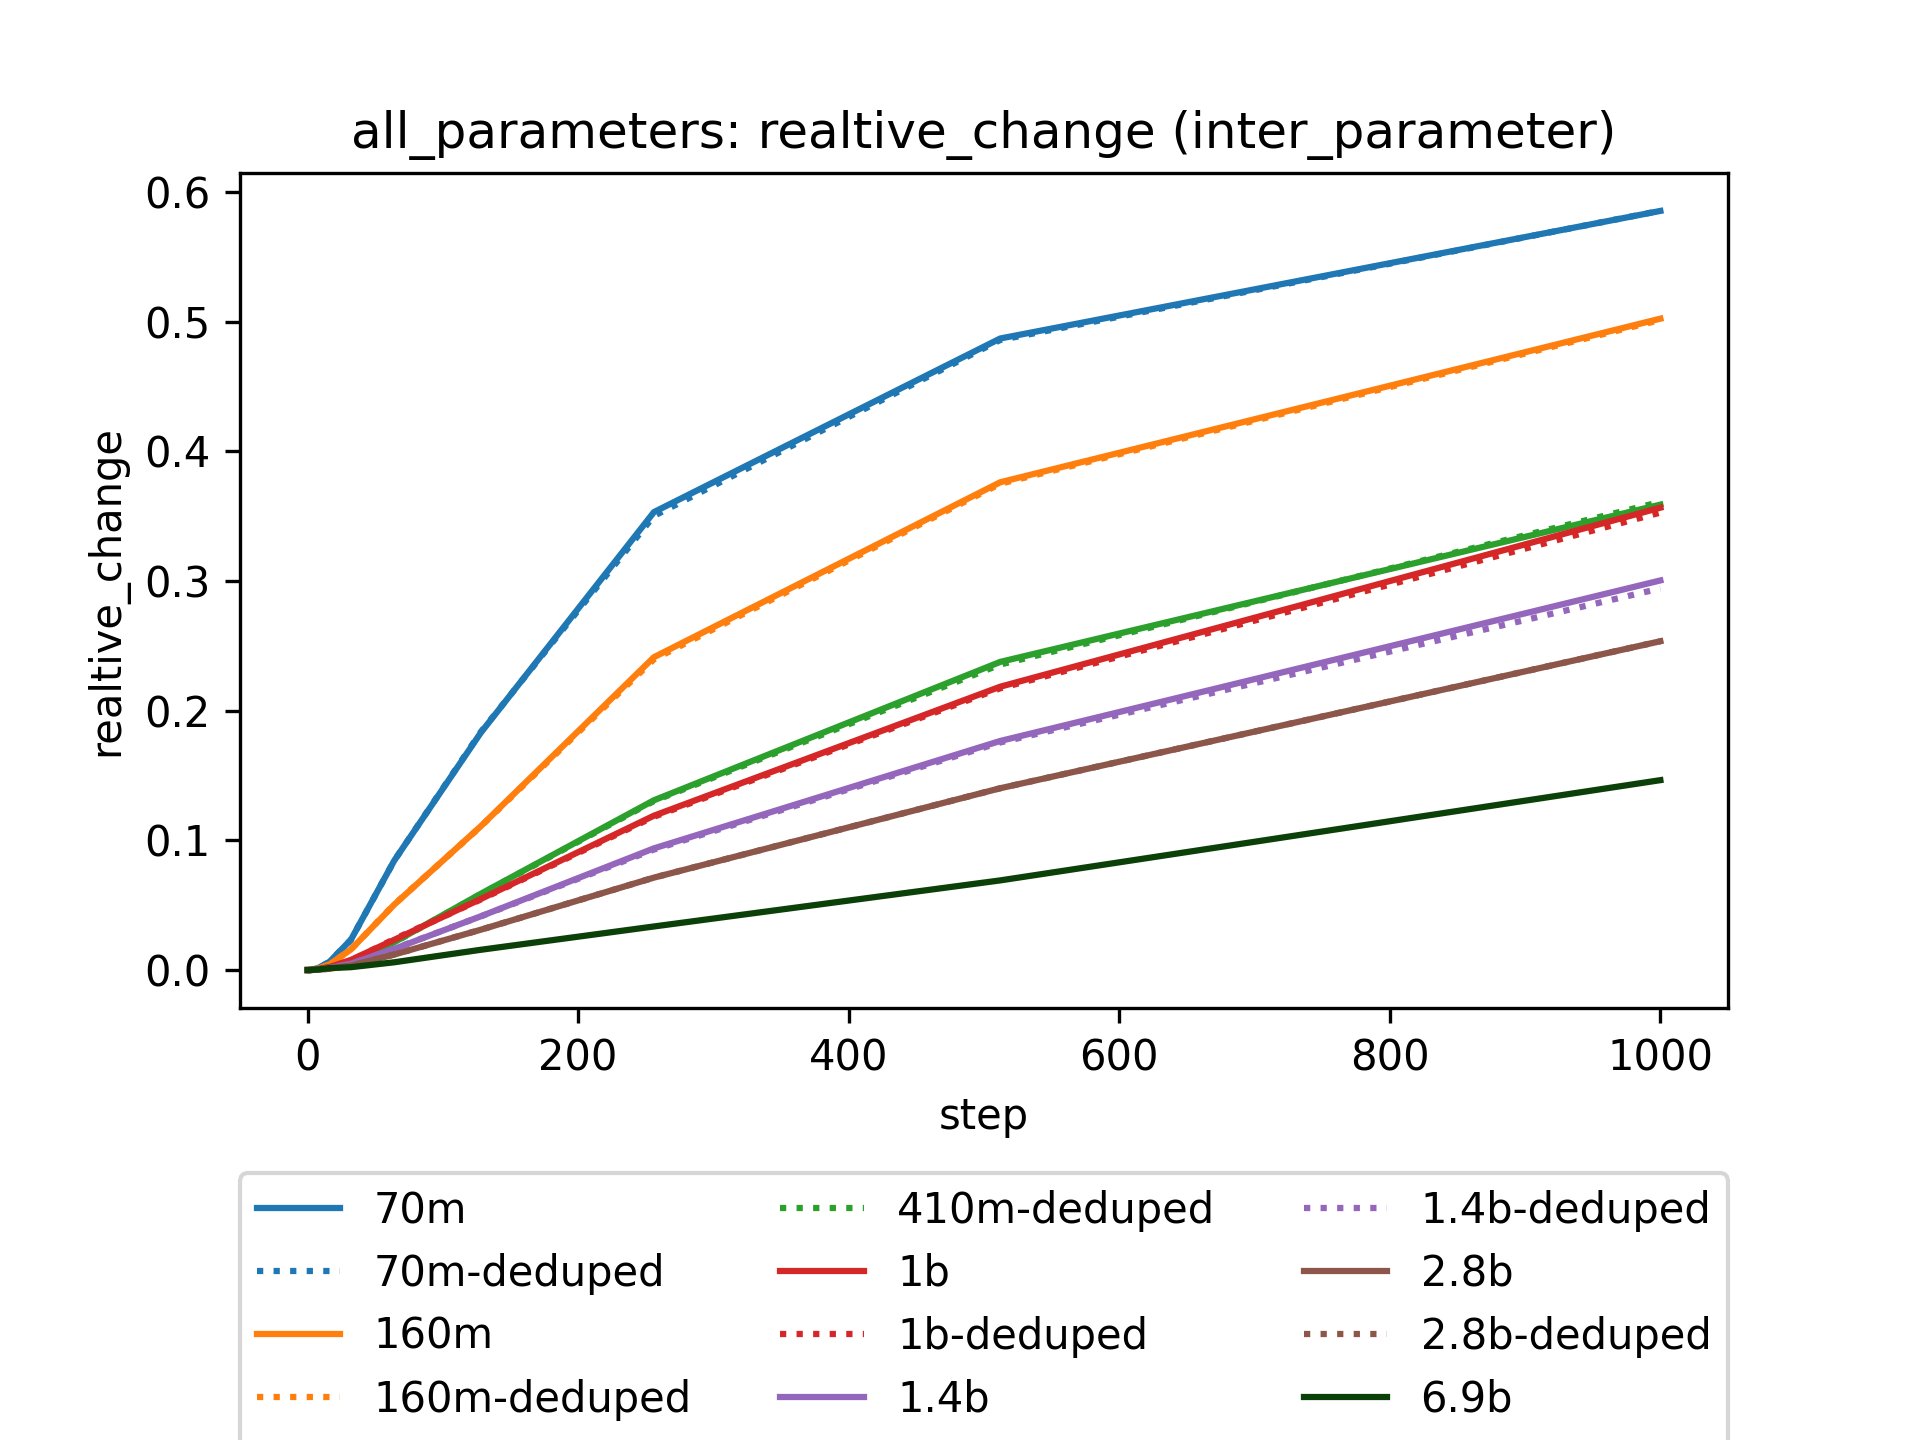 all_parameters: realtive_change (inter_parameter)
realtive_change
0.6
0.5
0.4
0.3
0.2
0.1
0.0
0 200 400 600 800 1000
step
70m
70m-deduped
160m
160m-deduped
410m-deduped
1b
1b-deduped
1.4b
1.4b-deduped
2.8b
2.8b-deduped
6.9b